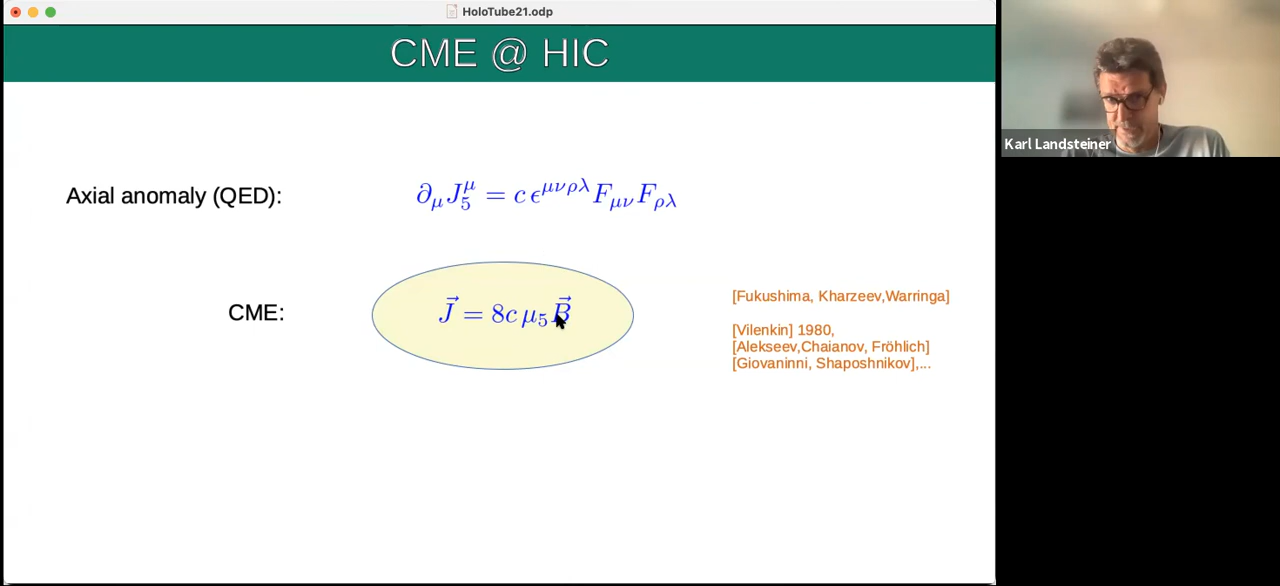 HoloTube21.odp
CME @ HIC
Karl Landsteiner
Axial anomaly (QED): ∂_μ J_5^μ = c ε^{μνρλ} F_{μν} F_{ρλ}
CME: J⃗ = 8c μ_5 B⃗
[Fukushima, Kharzeev,Warringa]
[Vilenkin] 1980,
[Alekseev,Chaianov, Fröhlich]
[Giovaninni, Shaposhnikov],...